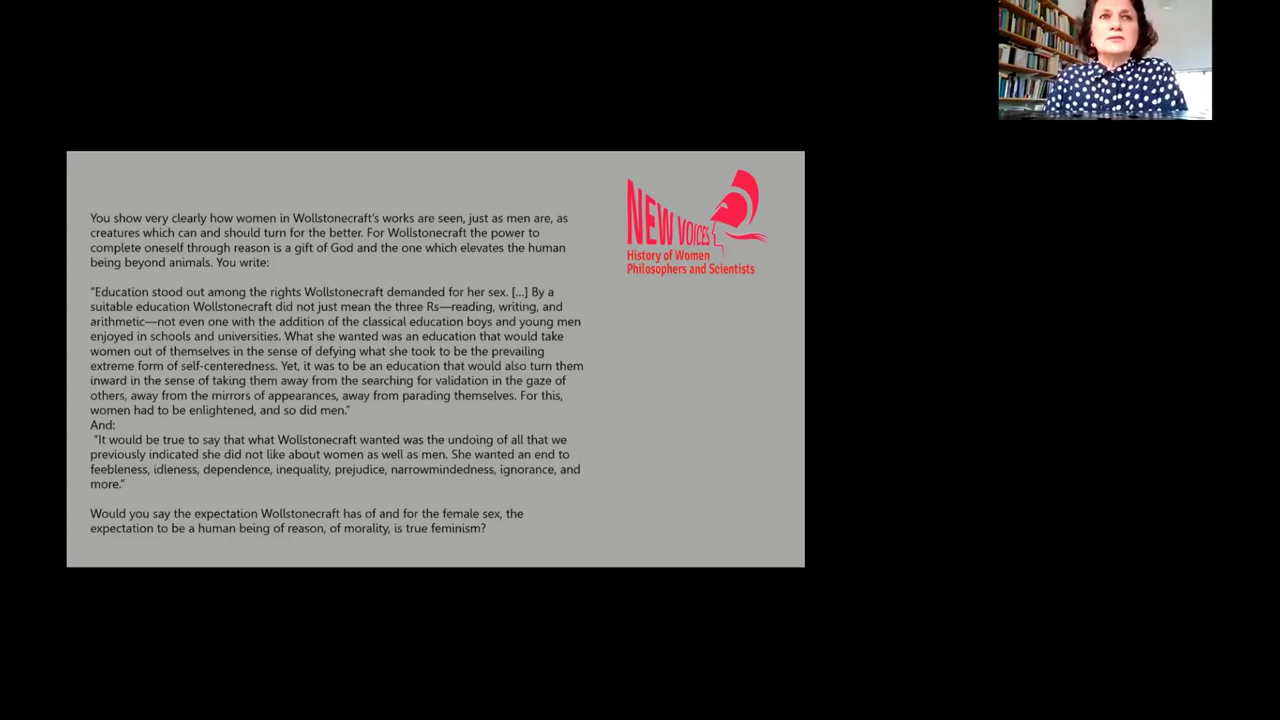 NEW VOICES
History of Women
Philosophers and Scientists
You show very clearly how women in Wollstonecraft's works are seen, just as men are, as
creatures which can and should turn for the better. For Wollstonecraft the power to
complete oneself through reason is a gift of God and the one which elevates the human
being beyond animals. You write:
“Education stood out among the rights Wollstonecraft demanded for her sex. [...] By a
suitable education Wollstonecraft did not just mean the three Rs—reading, writing, and
arithmetic—not even one with the addition of the classical education boys and young men
enjoyed in schools and universities. What she wanted was an education that would take
women out of themselves in the sense of defying what she took to be the prevailing
extreme form of self-centeredness. Yet, it was to be an education that would also turn them
inward in the sense of taking them away from the searching for validation in the gaze of
others, away from the mirrors of appearances, away from parading themselves. For this,
women had to be enlightened, and so did men.”
And:
“It would be true to say that what Wollstonecraft wanted was the undoing of all that we
previously indicated she did not like about women as well as men. She wanted an end to
feebleness, idleness, dependence, inequality, prejudice, narrowmindedness, ignorance, and
more.”
Would you say the expectation Wollstonecraft has of and for the female sex, the
expectation to be a human being of reason, of morality, is true feminism?